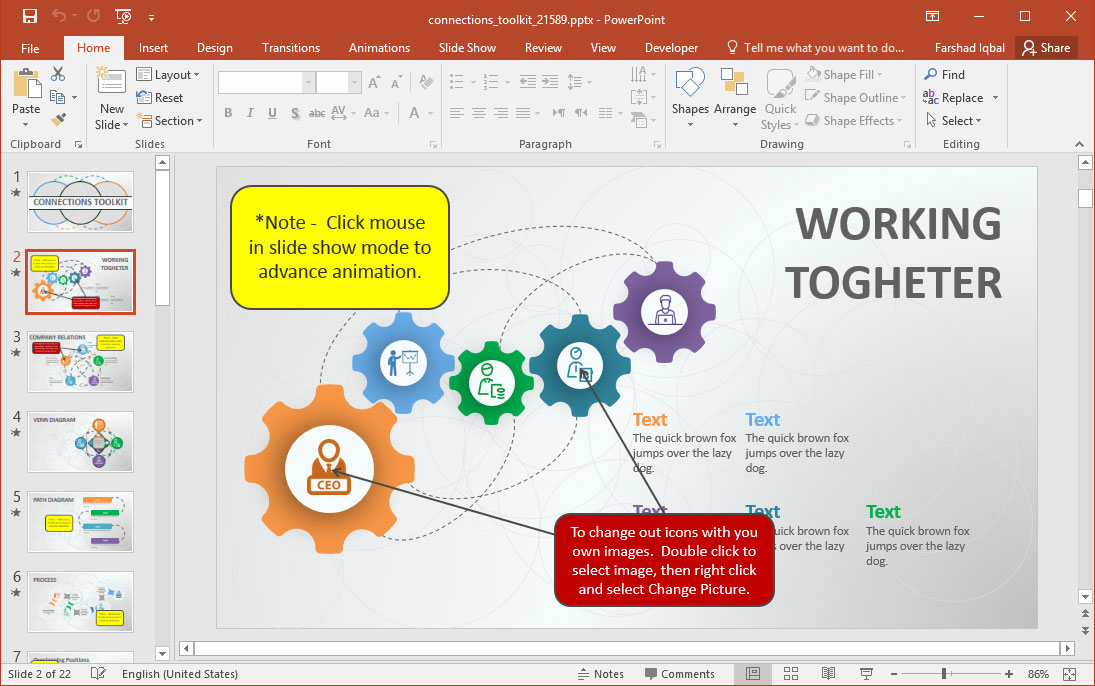 connections_toolkit_21589.pptx - PowerPoint
File Home Insert Design Transitions Animations Slide Show Review View Developer Tell me what you want to do... Farshad Iqbal Share
Paste
New
Slide
Layout
Reset
Section
B I U S abc AV Aa A
A A
Shapes
Arrange
Quick
Styles
Shape Fill
Shape Outline
Shape Effects
Find
Replace
Select
Clipboard Slides Font Paragraph Drawing Editing
1
CONNECTIONS TOOLKIT
2
WORKING
TOGHETER
3
COMPANY RELATIONS
4
VENN DIAGRAM
5
PATH DIAGRAM
6
PROCESS
7
Developing Positions
*Note - Click mouse
in slide show mode to
advance animation.
WORKING
TOGHETER
CEO
Text
The quick brown fox
jumps over the lazy
dog.
Text
The quick brown fox
jumps over the lazy
dog.
Text
Text
quick brown fox
over the lazy
Text
The quick brown fox
jumps over the lazy
dog.
To change out icons with you
own images. Double click to
select image, then right click
and select Change Picture.
Slide 2 of 22 English (United States) Notes Comments 86%